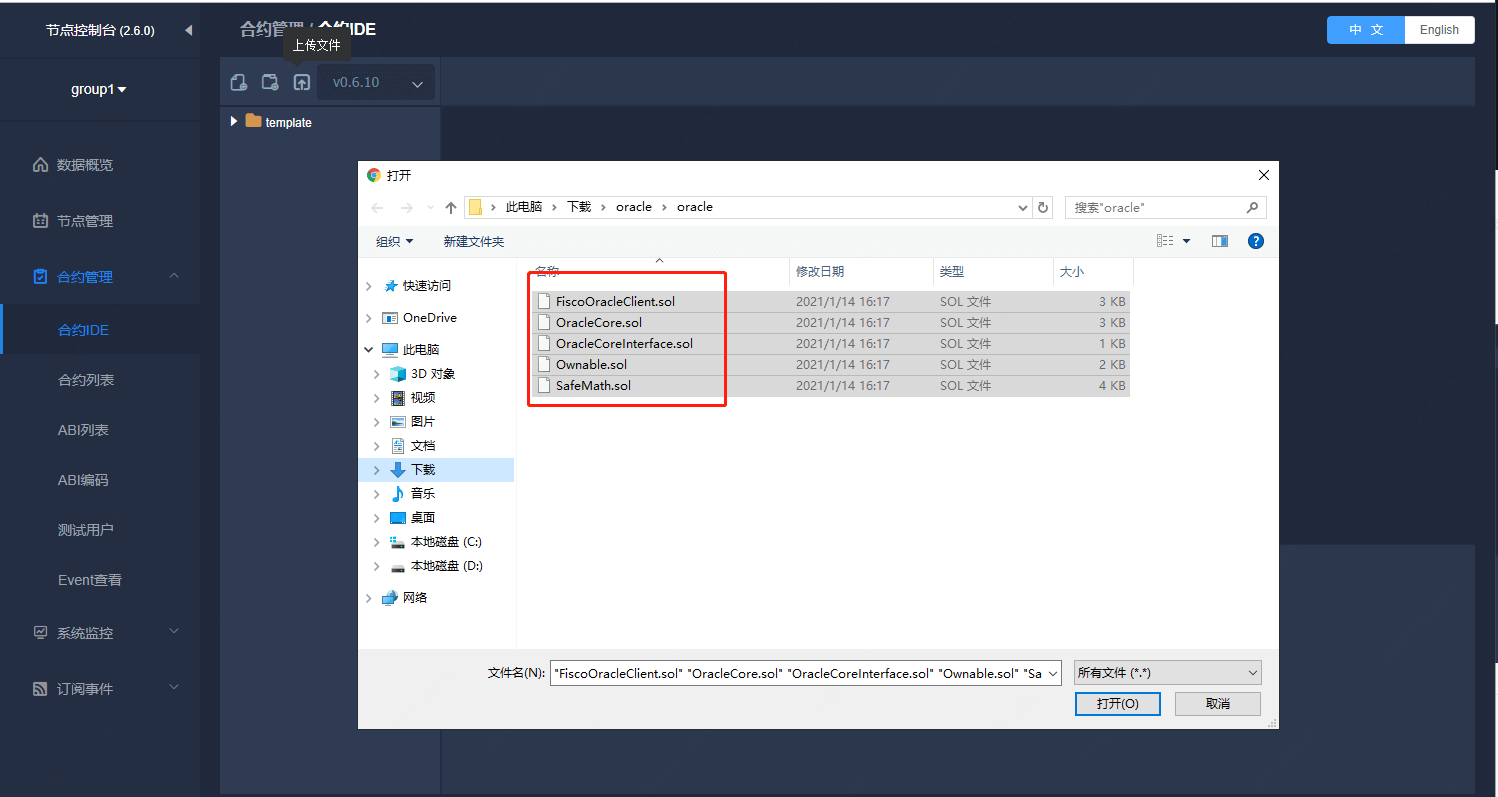 节点控制台 (2.6.0)
合约管理 / 合约IDE
中 文
English
上传文件
group1
v0.6.10
template
数据概览
节点管理
合约管理
合约IDE
合约列表
ABI列表
ABI编码
测试用户
Event查看
系统监控
订阅事件
打开
此电脑
下载
oracle
oracle
搜索"oracle"
组织
新建文件夹
名称
修改日期
类型
大小
快速访问
OneDrive
此电脑
3D 对象
视频
图片
文档
下载
音乐
桌面
本地磁盘 (C:)
本地磁盘 (D:)
网络
FiscoOracleClient.sol 2021/1/14 16:17 SOL 文件 3 KB
OracleCore.sol 2021/1/14 16:17 SOL 文件 3 KB
OracleCoreInterface.sol 2021/1/14 16:17 SOL 文件 1 KB
Ownable.sol 2021/1/14 16:17 SOL 文件 2 KB
SafeMath.sol 2021/1/14 16:17 SOL 文件 4 KB
文件名(N):
"FiscoOracleClient.sol" "OracleCore.sol" "OracleCoreInterface.sol" "Ownable.sol" "Sa
所有文件 (*.*)
打开(O)
取消